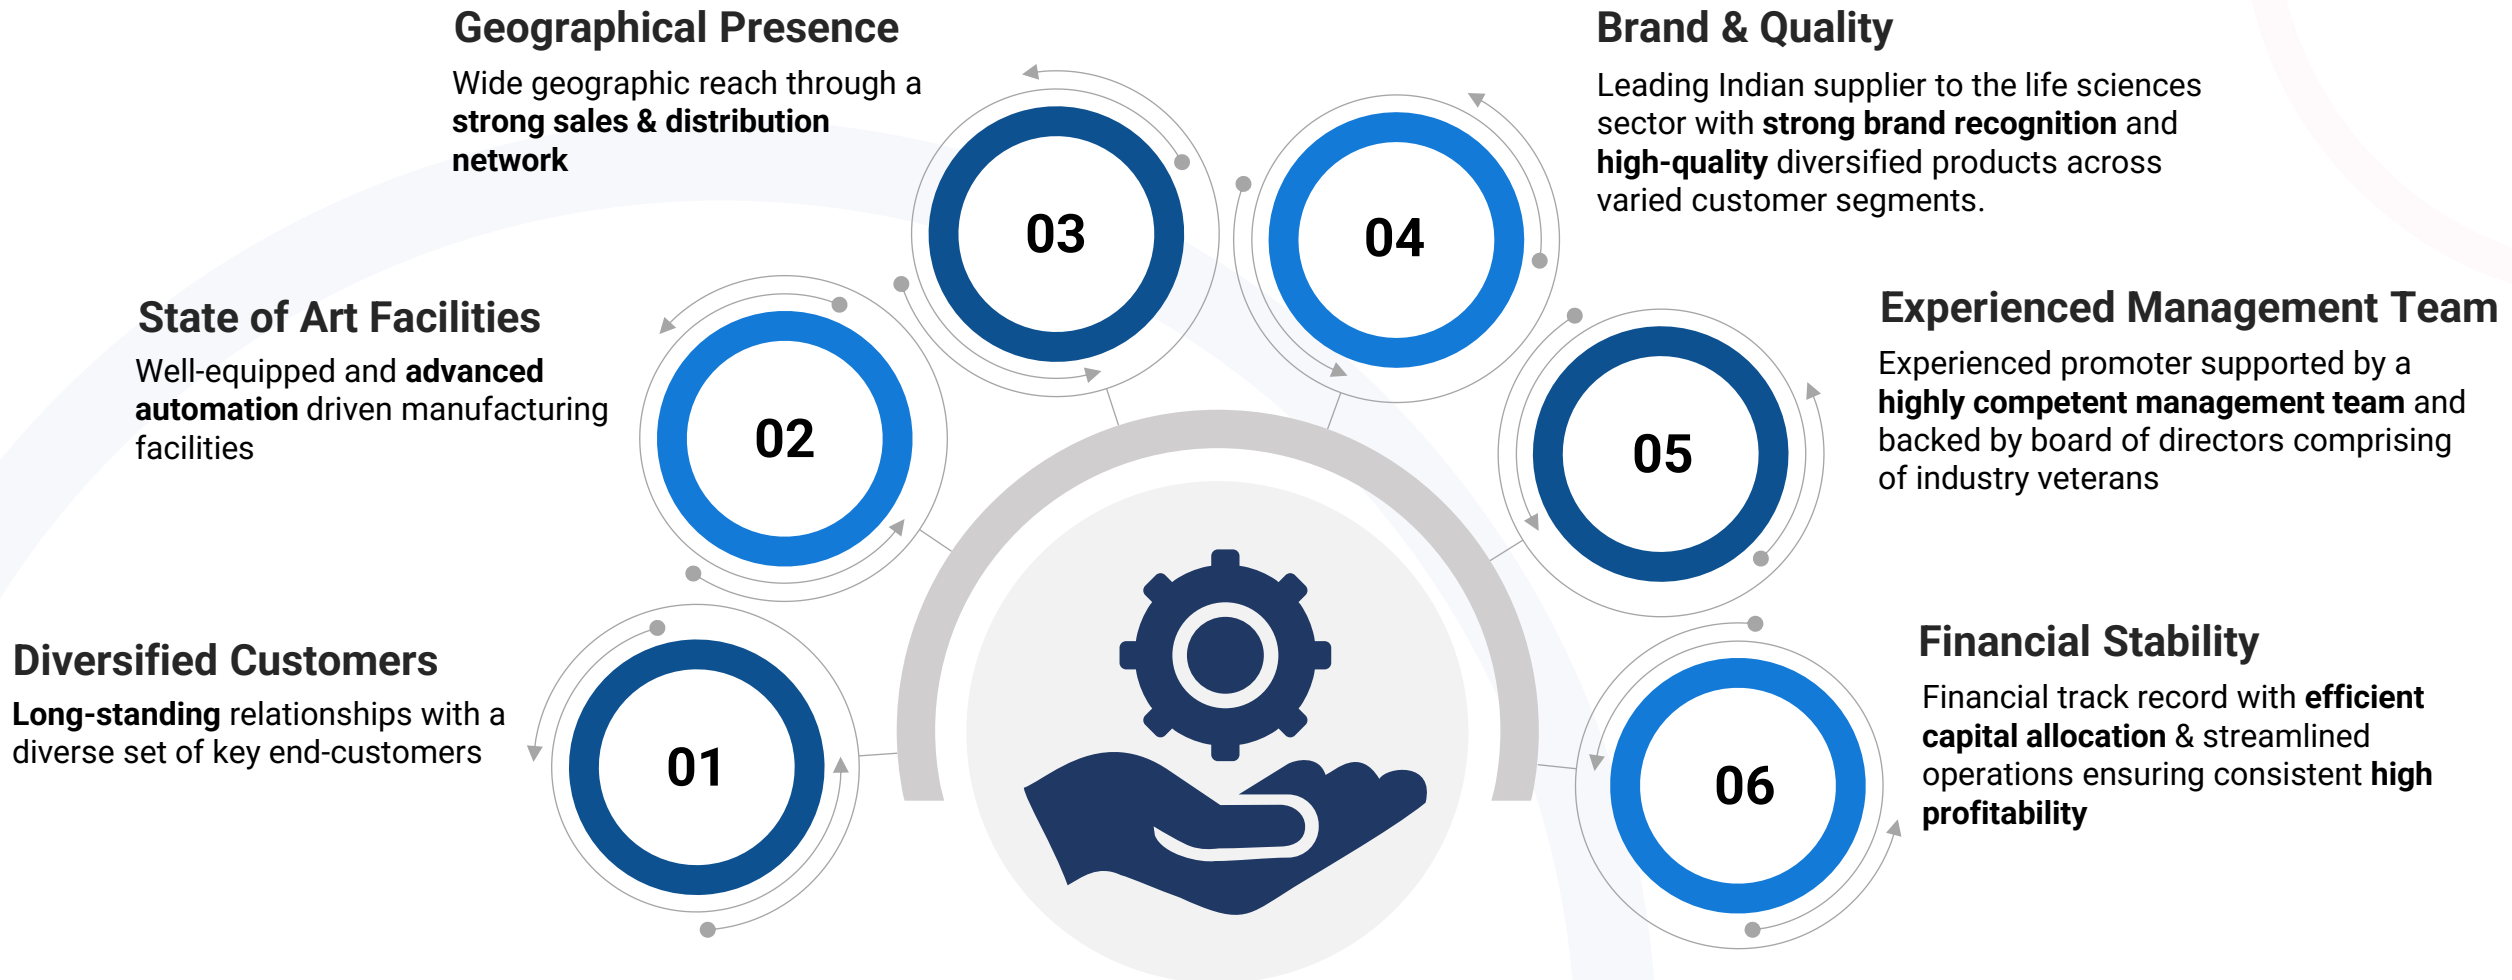 Geographical Presence
Wide geographic reach through a
strong sales & distribution
network
03
Brand & Quality
Leading Indian supplier to the life sciences
sector with strong brand recognition and
high-quality diversified products across
varied customer segments.
04
State of Art Facilities
Well-equipped and advanced
automation driven manufacturing
facilities
02
Experienced Management Team
Experienced promoter supported by a
highly competent management team and
backed by board of directors comprising
of industry veterans
05
Diversified Customers
Long-standing relationships with a
diverse set of key end-customers
01
Financial Stability
Financial track record with efficient
capital allocation & streamlined
operations ensuring consistent high
profitability
06